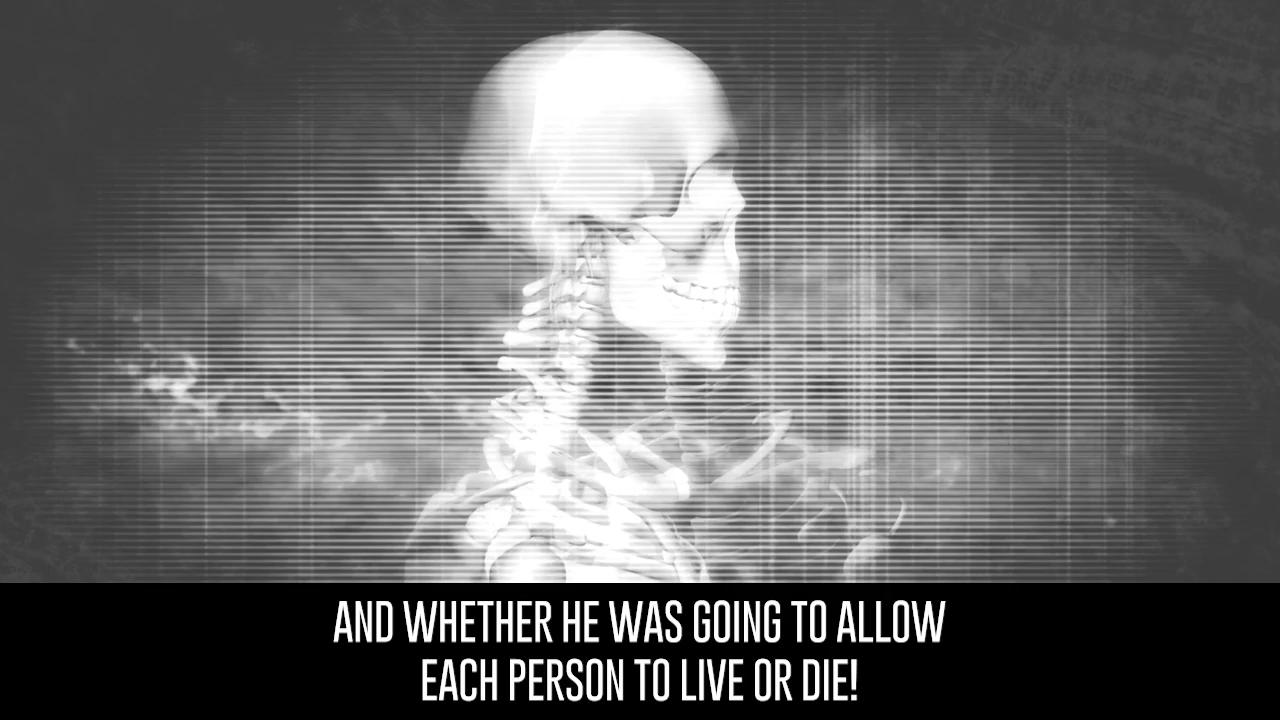 AND WHETHER HE WAS GOING TO ALLOW
EACH PERSON TO LIVE OR DIE!